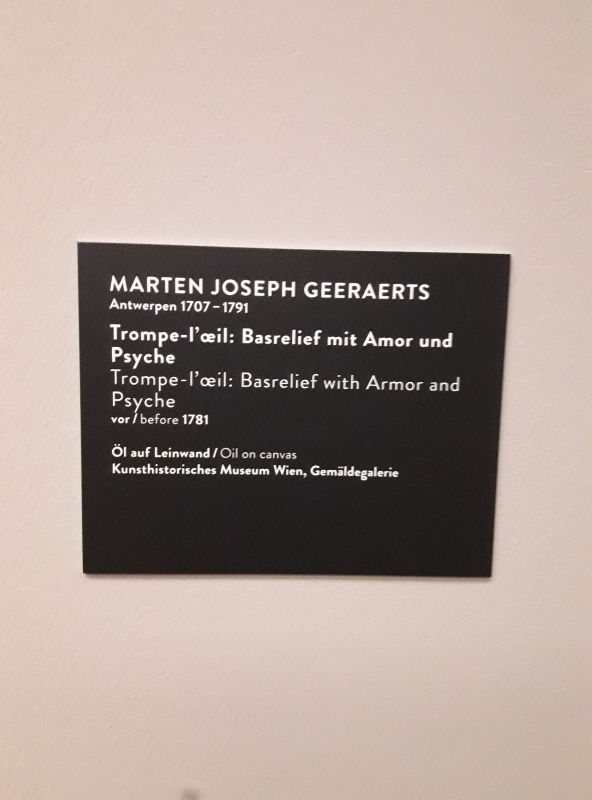 MARTEN JOSEPH GEERAERTS
Antwerpen 1707–1791
Trompe-l'œil: Basrelief mit Amor und
Psyche
Trompe-l'œil: Basrelief with Armor and
Psyche
vor / before 1781
Öl auf Leinwand / Oil on canvas
Kunsthistorisches Museum Wien, Gemäldegalerie